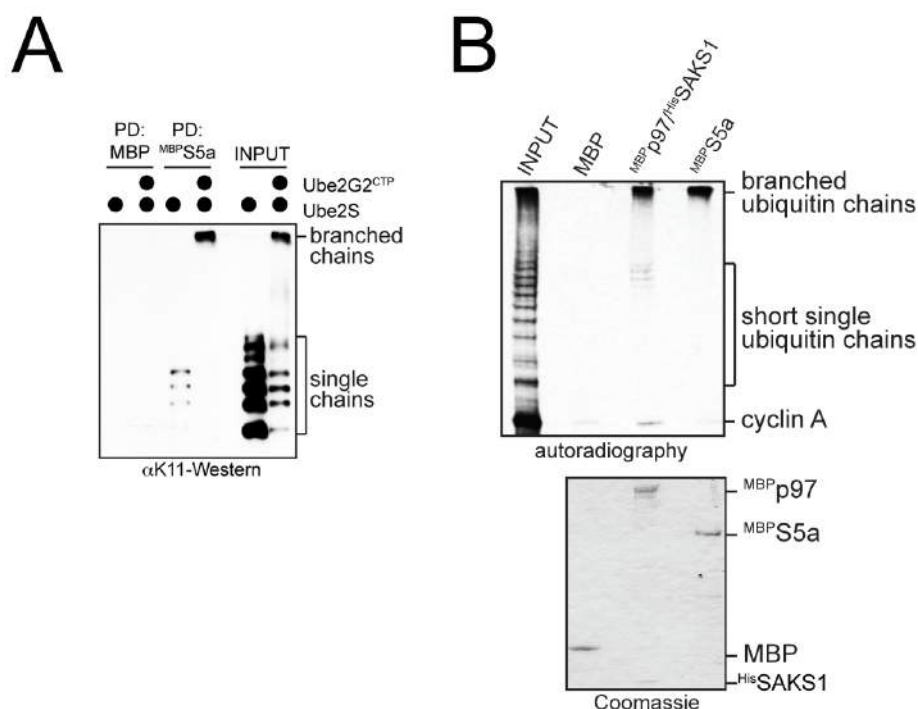 A
PD:
MBP
PD:
MBPS5a
INPUT
Ube2G2CTP
Ube2S
branched
chains
single
chains
αK11-Western
B
INPUT
MBP
MBPp97/HisSAKS1
MBPS5a
branched
ubiquitin chains
short single
ubiquitin chains
cyclin A
autoradiography
MBPp97
MBPS5a
MBP
HisSAKS1
Coomassie